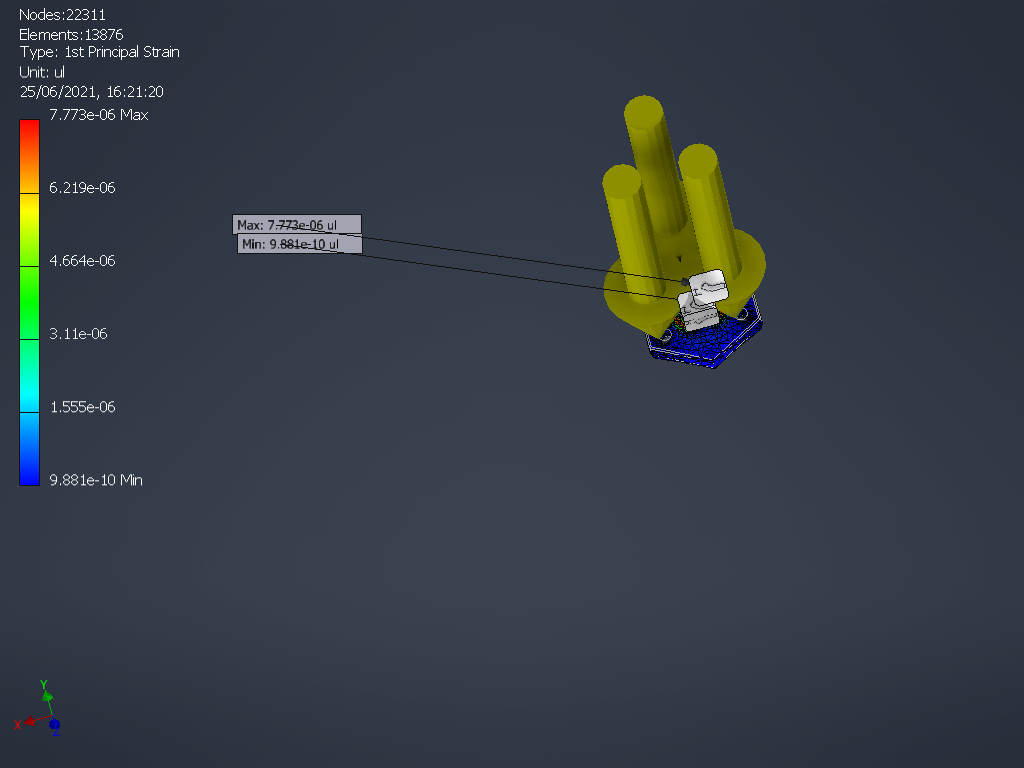 Nodes:22311
Elements:13876
Type: 1st Principal Strain
Unit: ul
25/06/2021, 16:21:20
7.773e-06 Max
6.219e-06
4.664e-06
3.11e-06
1.555e-06
9.881e-10 Min
Max: 7.773e-06 ul
Min: 9.881e-10 ul
Y
X
Z